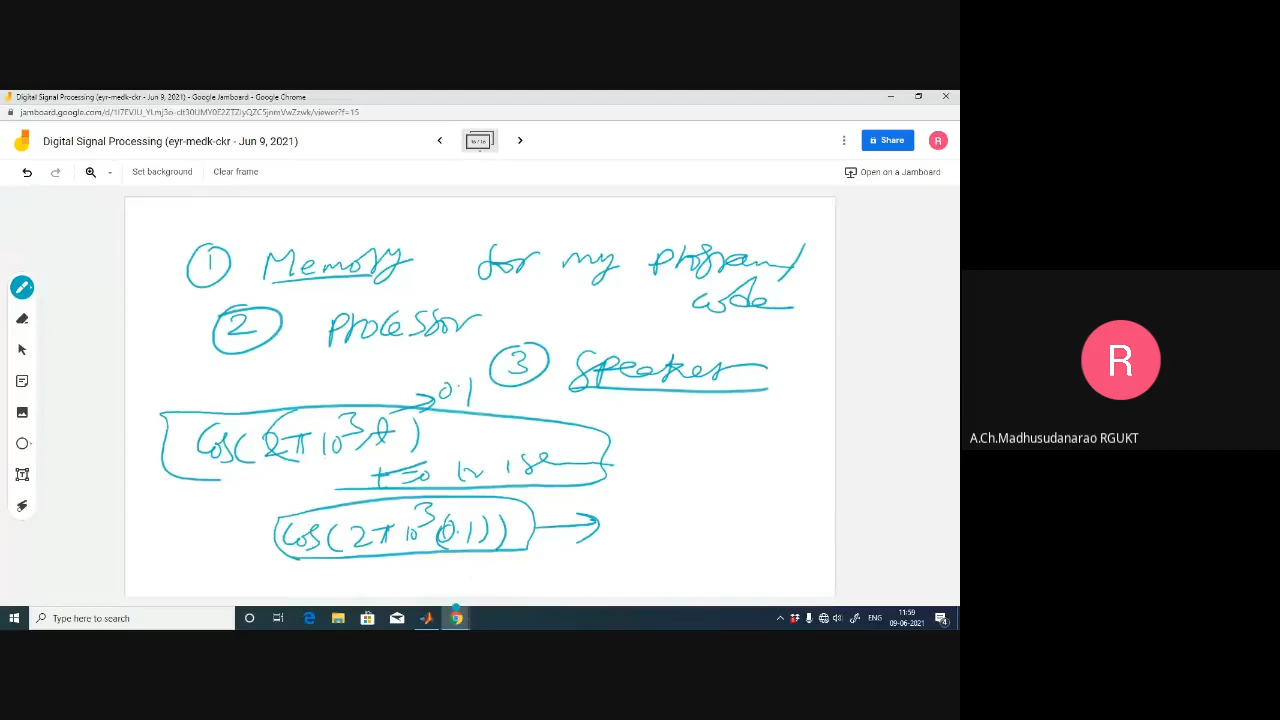 Digital Signal Processing (eyr-medk-ckr - Jun 9, 2021) - Google Jamboard - Google Chrome
Digital Signal Processing (eyr-medk-ckr - Jun 9, 2021)
16 / 16
Share
R
Set background
Clear frame
Open on a Jamboard
① Memory for my program
code
② Processor
③ Speaker
0.1
Cos(2π10³t)
t=0 to 1 sec
Cos(2π10³(0.1))
R
A.Ch.Madhusudanarao RGUKT
Type here to search
ENG
11:59
09-06-2021
4